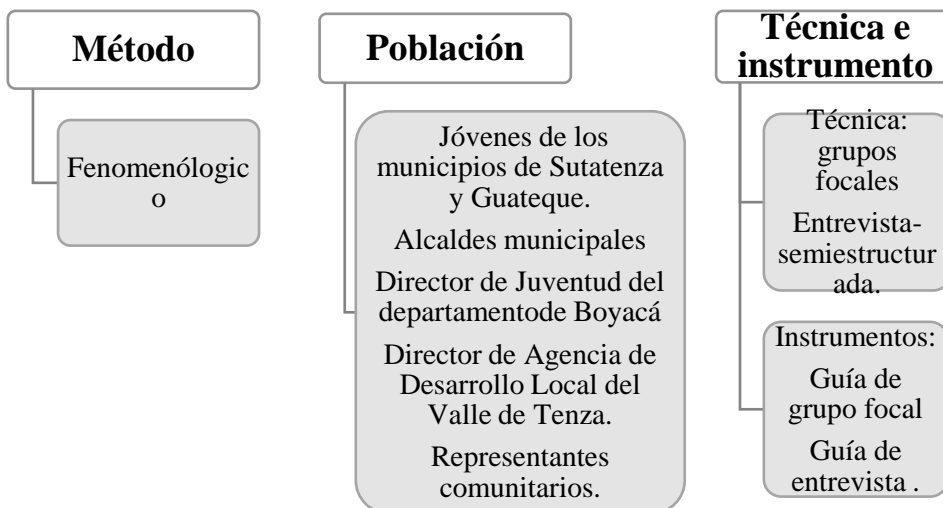 Método
Fenomenólogic
o
Población
Jóvenes de los
municipios de Sutatenza
y Guateque.
Alcaldes municipales
Director de Juventud del
departamentode Boyacá
Director de Agencia de
Desarrollo Local del
Valle de Tenza.
Representantes
comunitarios.
Técnica e
instrumento
Técnica:
grupos
focales
Entrevista-
semiestructur
ada.
Instrumentos:
Guía de
grupo focal
Guía de
entrevista .